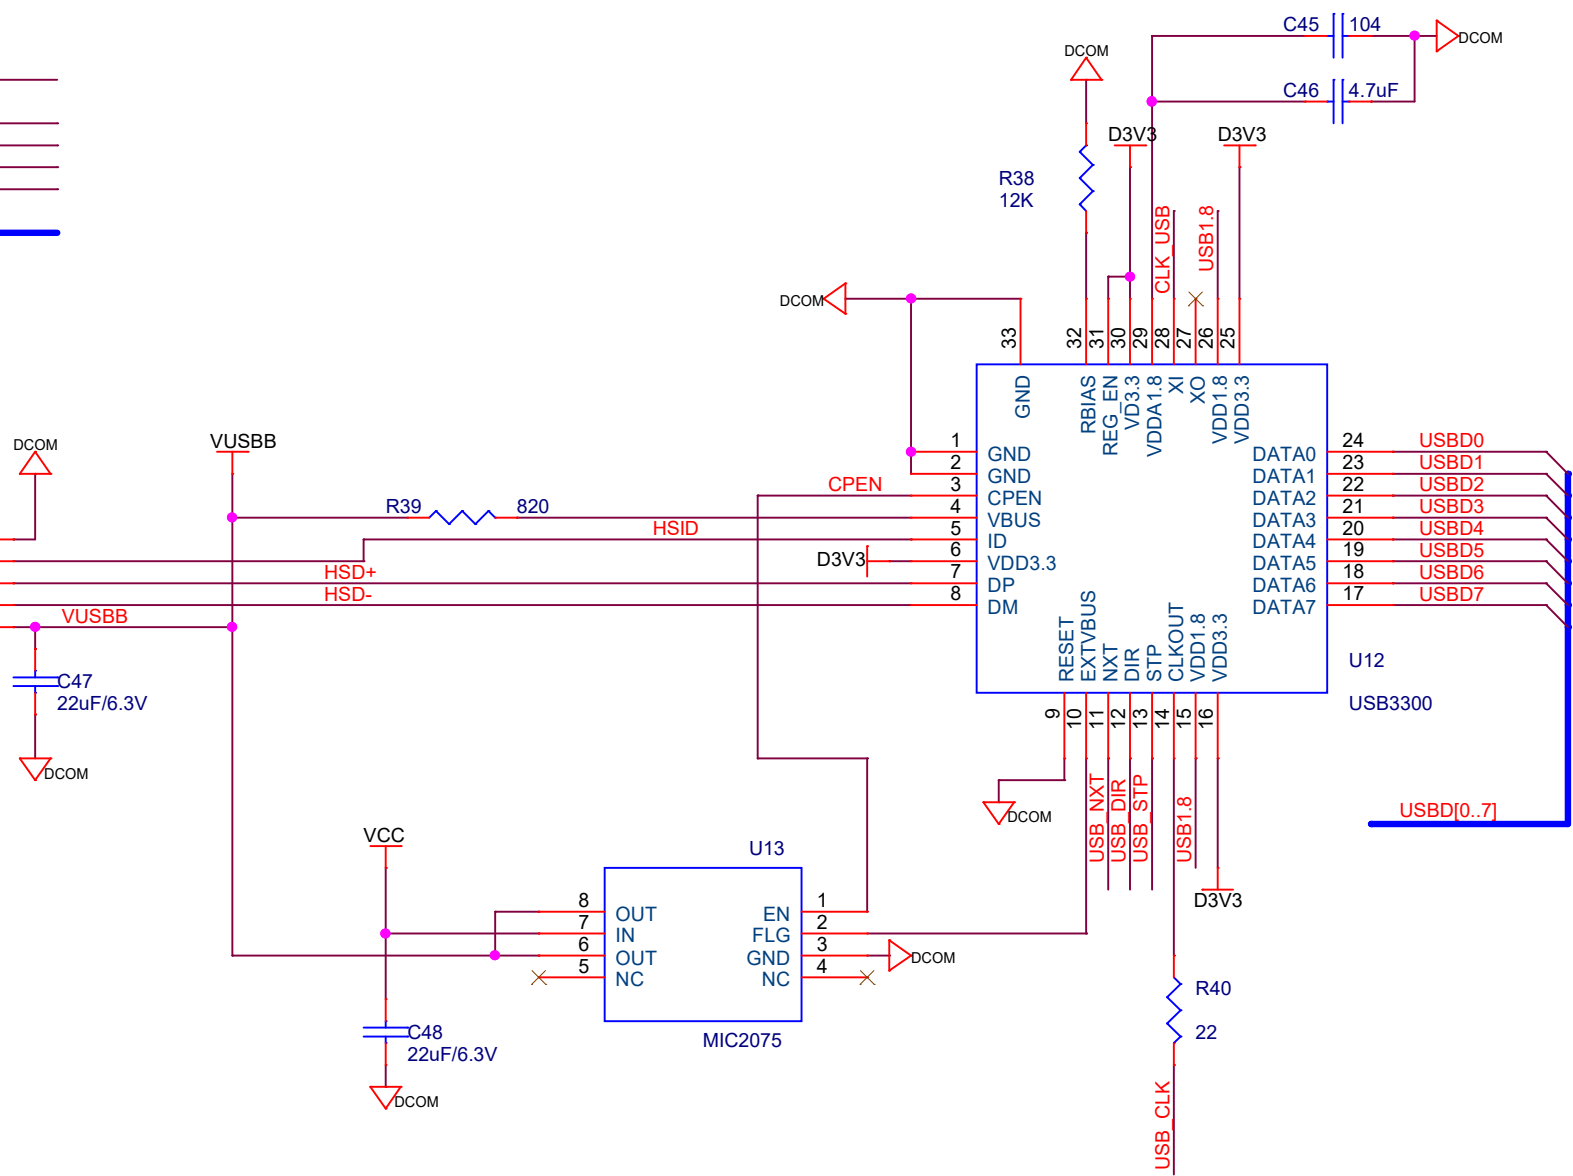 C45 104 DCOM
C46 4.7uF
DCOM
D3V3 D3V3
R38
12K
CLK_USB
USB1.8
DCOM
33 32 31 30 29 28 27 26 25
GND RBIAS REG_EN VD3.3 VDDA1.8 XI XO VDD1.8 VDD3.3
DCOM
VUSBB
1 GND
2 GND
CPEN 3 CPEN
R39 820 4 VBUS
HSID 5 ID
D3V3 6 VDD3.3
HSD+ 7 DP
HSD- 8 DM
VUSBB
DATA0 24 USBD0
DATA1 23 USBD1
DATA2 22 USBD2
DATA3 21 USBD3
DATA4 20 USBD4
DATA5 19 USBD5
DATA6 18 USBD6
DATA7 17 USBD7
RESET EXTVBUS NXT DIR STP CLKOUT VDD1.8 VDD3.3
9 10 11 12 13 14 15 16
U12
USB3300
C47
22uF/6.3V
DCOM
DCOM
USB_NXT
USB_DIR
USB_STP
USB1.8
D3V3
USBD[0..7]
VCC
U13
8 OUT EN 1
7 IN FLG 2
6 OUT GND 3 DCOM
5 NC NC 4
MIC2075
C48
22uF/6.3V
DCOM
R40
22
USB_CLK